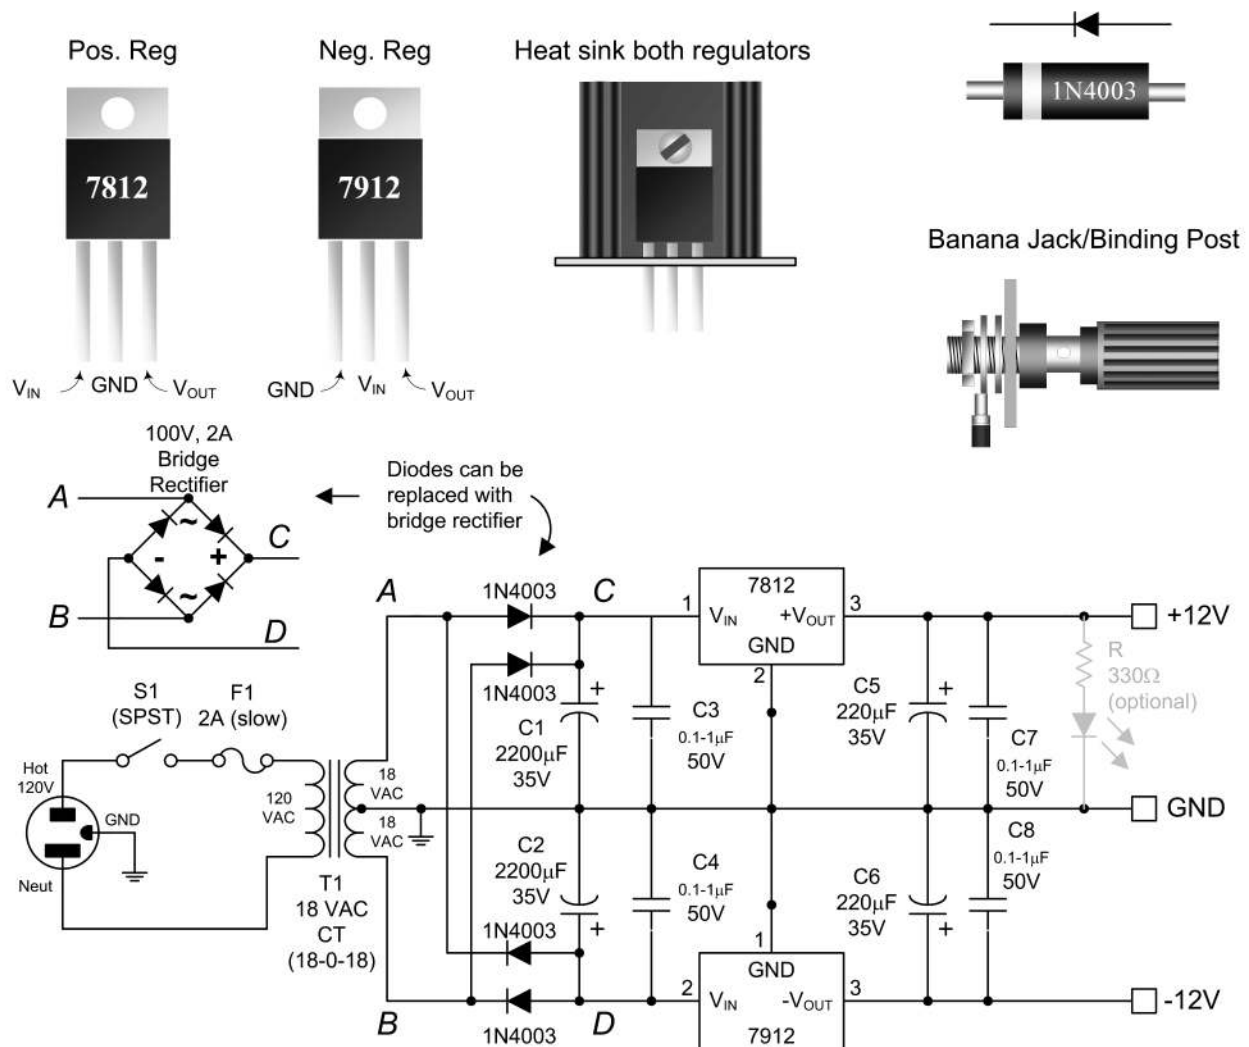 Pos. Reg
Neg. Reg
Heat sink both regulators
1N4003
7812
7912
Banana Jack/Binding Post
VIN
GND
VOUT
GND
VIN
VOUT
100V, 2A
Bridge
Rectifier
A
~
-
+
C
~
B
D
Diodes can be
replaced with
bridge rectifier
A
1N4003
C
1
7812
VIN
+VOUT
GND
3
2
+12V
1N4003
+
C1
2200µF
35V
C3
0.1-1µF
50V
C5
220µF
35V
+
C7
0.1-1µF
50V
R
330Ω
(optional)
S1
(SPST)
F1
2A (slow)
Hot
120V
GND
Neut
120
VAC
18
VAC
18
VAC
T1
18 VAC
CT
(18-0-18)
GND
C2
2200µF
35V
+
C4
0.1-1µF
50V
C6
220µF
35V
+
C8
0.1-1µF
50V
1N4003
1
GND
2
VIN
-VOUT
3
7912
-12V
B
1N4003
D